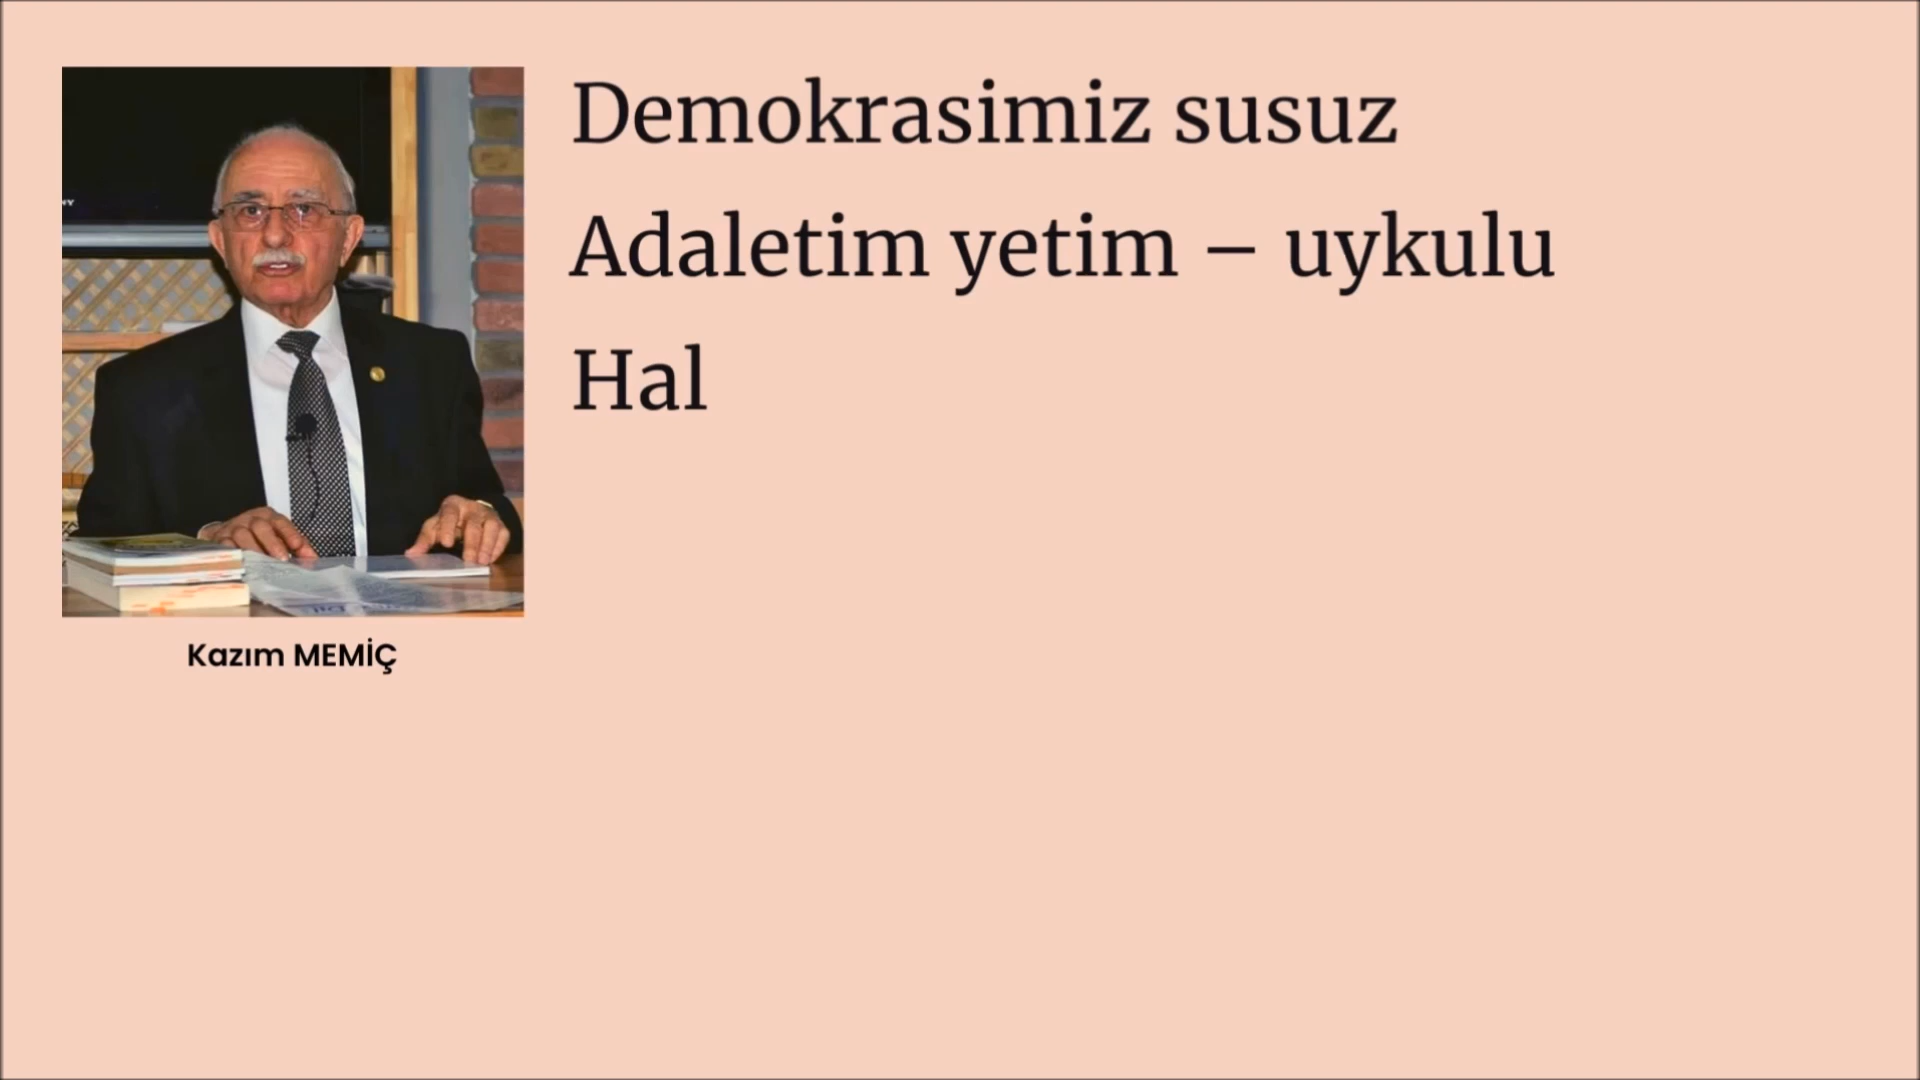 Demokrasimiz susuz
Adaletim yetim – uykulu
Hal
Kazım MEMİÇ